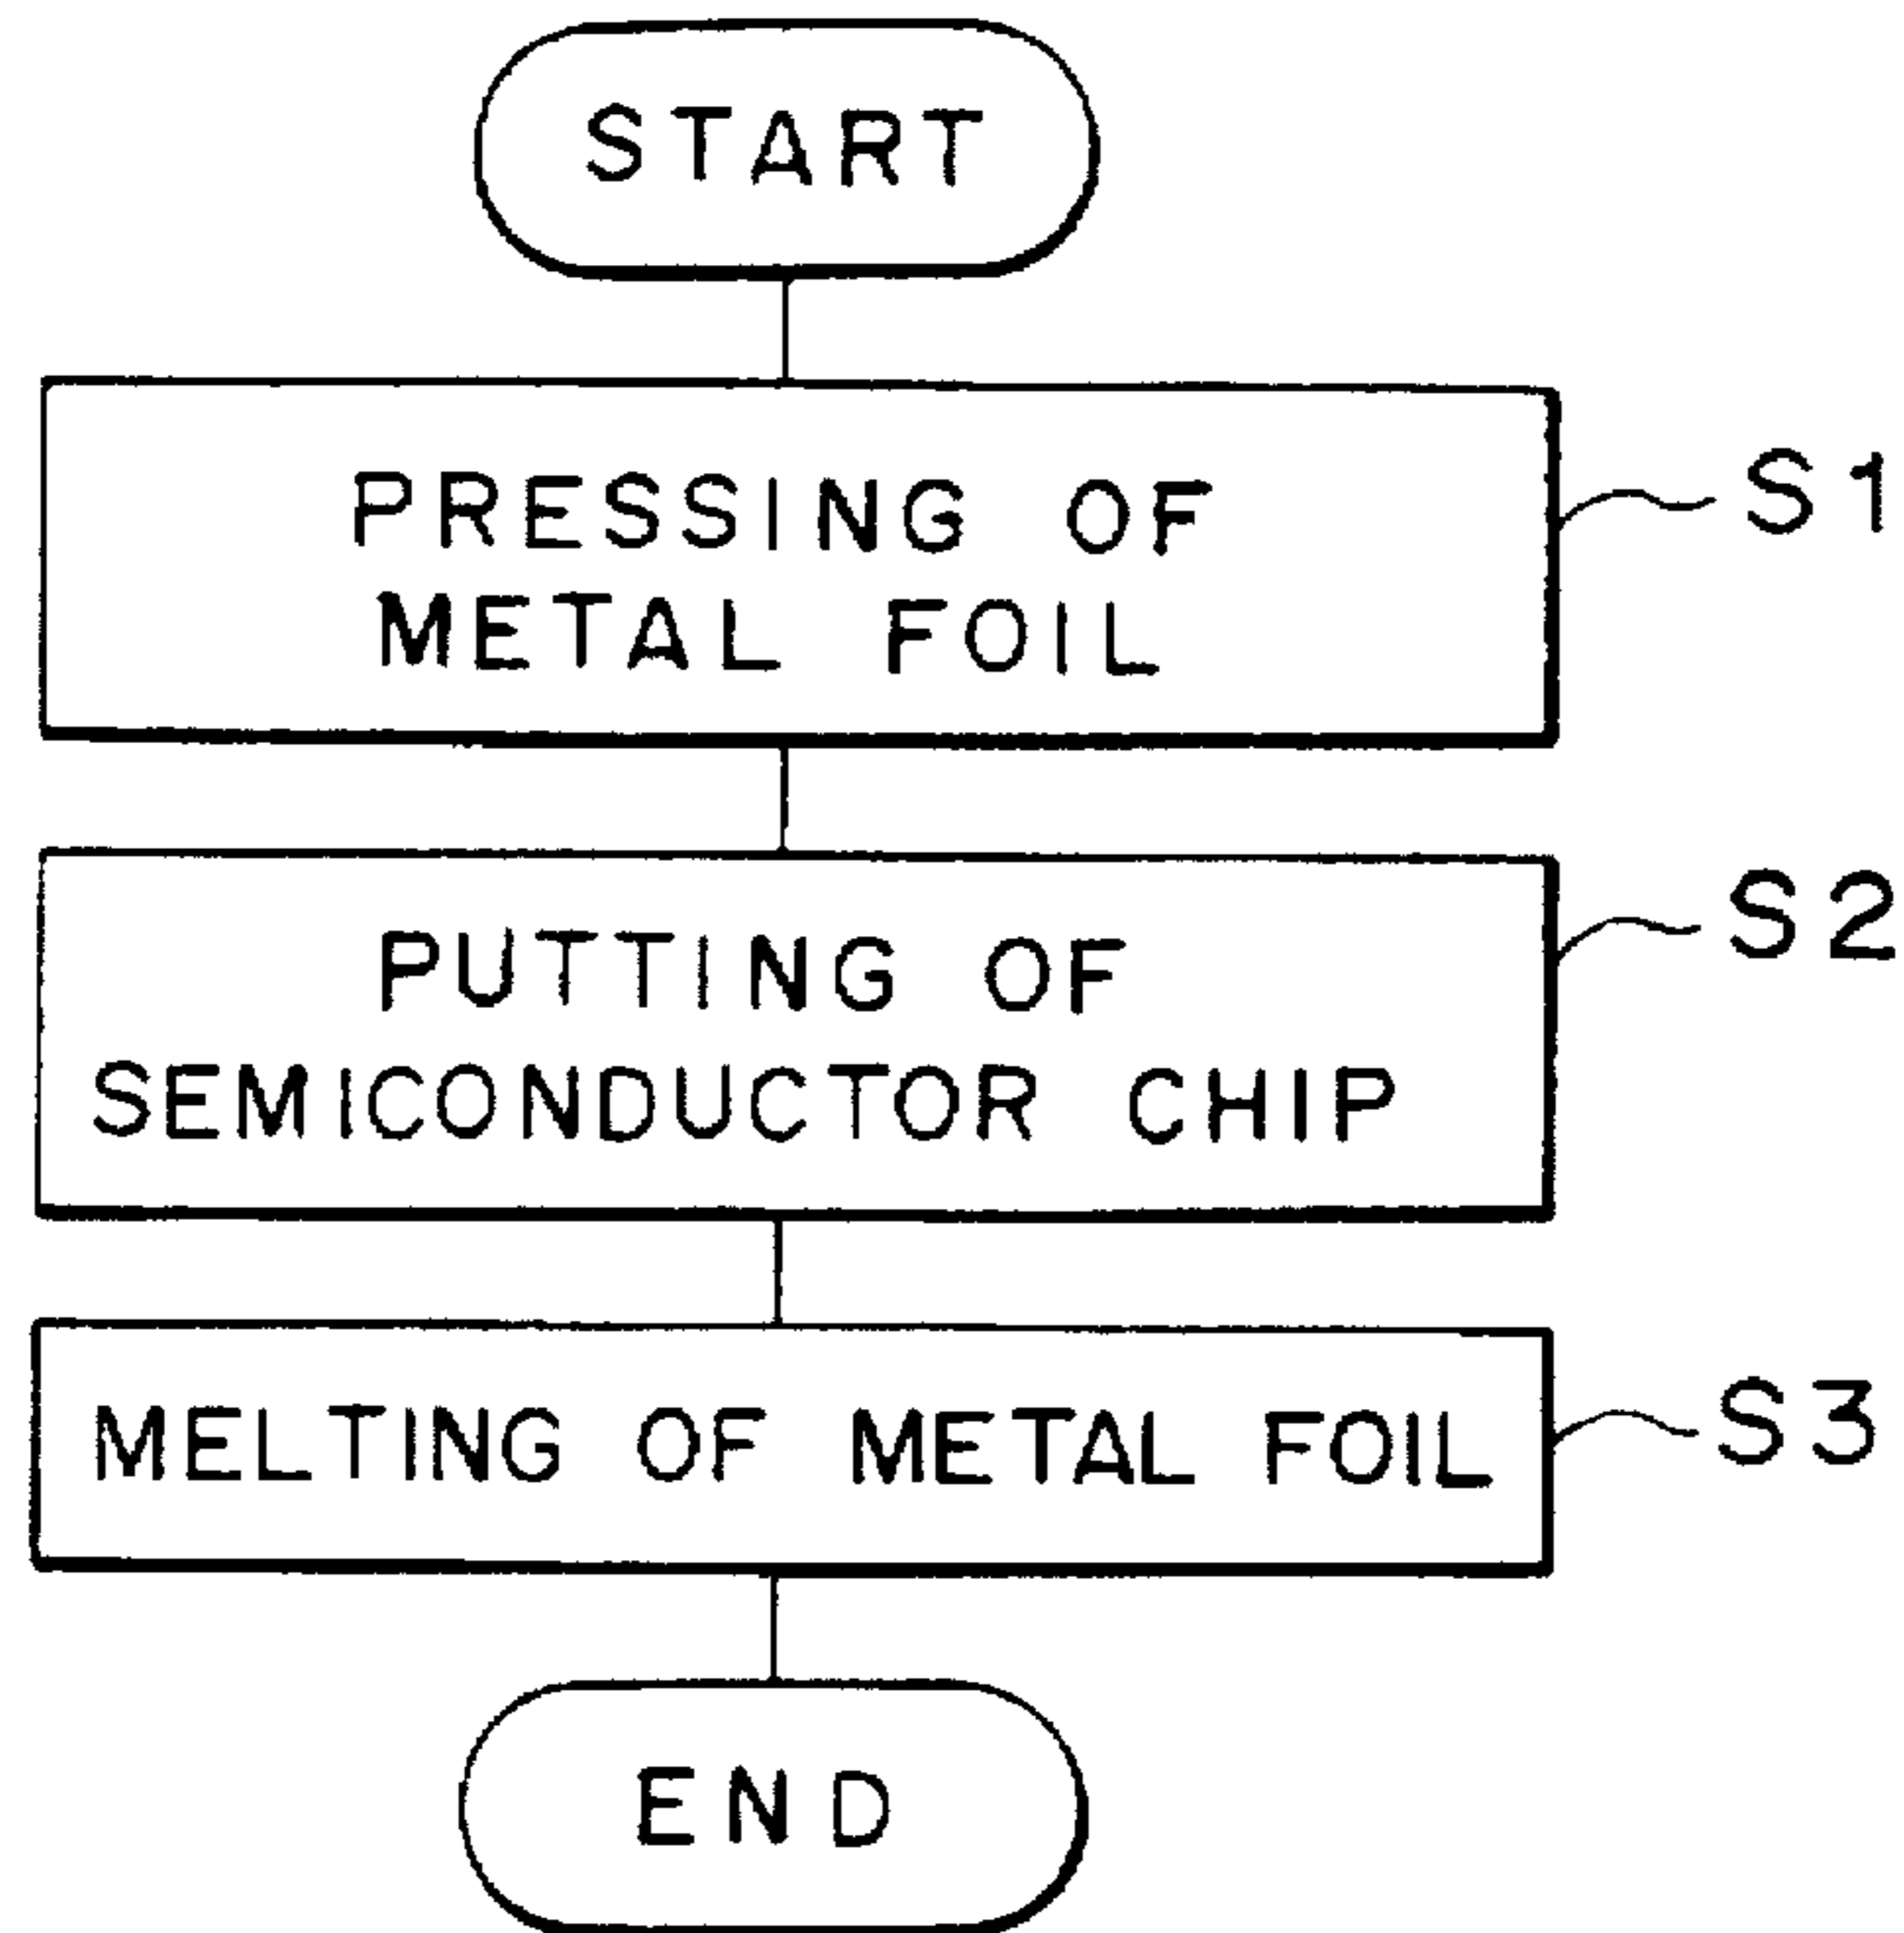 START
PRESSING OF
METAL FOIL
S1
PUTTING OF
SEMICONDUCTOR CHIP
S2
MELTING OF METAL FOIL
S3
END